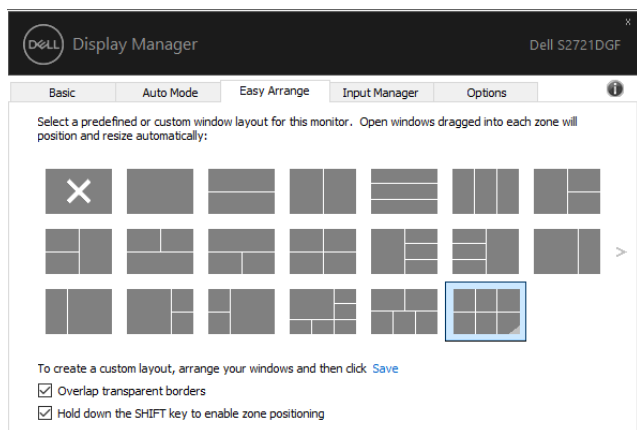 DELL Display Manager
x
Dell S2721DGF
Basic Auto Mode Easy Arrange Input Manager Options
Select a predefined or custom window layout for this monitor. Open windows dragged into each zone will
position and resize automatically:
To create a custom layout, arrange your windows and then click Save
Overlap transparent borders
Hold down the SHIFT key to enable zone positioning